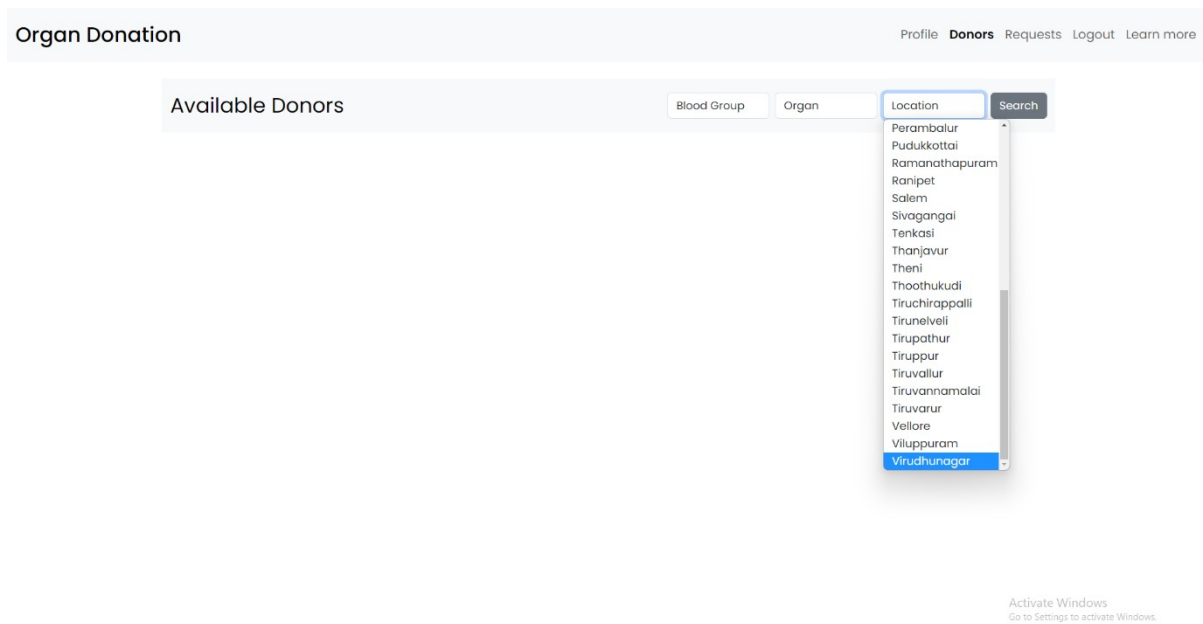 Organ Donation
Profile Donors Requests Logout Learn more
Available Donors
Blood Group Organ Location Search
Perambalur
Pudukkottai
Ramanathapuram
Ranipet
Salem
Sivagangai
Tenkasi
Thanjavur
Theni
Thoothukudi
Tiruchirappalli
Tirunelveli
Tirupathur
Tiruppur
Tiruvallur
Tiruvannamalai
Tiruvarur
Vellore
Viluppuram
Virudhunagar
Activate Windows
Go to Settings to activate Windows.